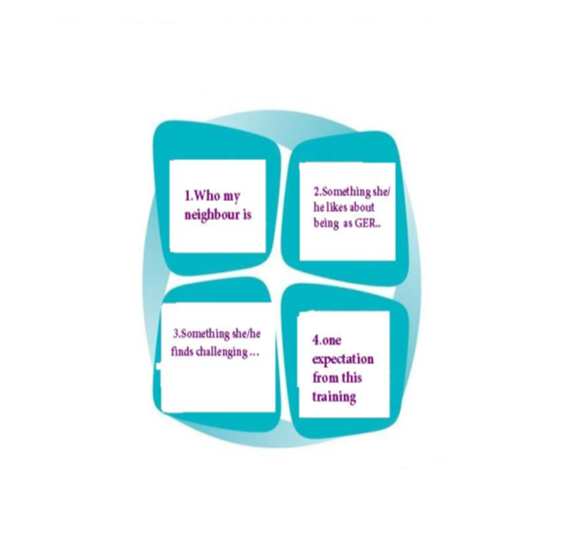 1.Who my
neighbour is
2.Something she/
he likes about
being as GER..
3.Something she/he
finds challenging ...
4.one
expectation
from this
training